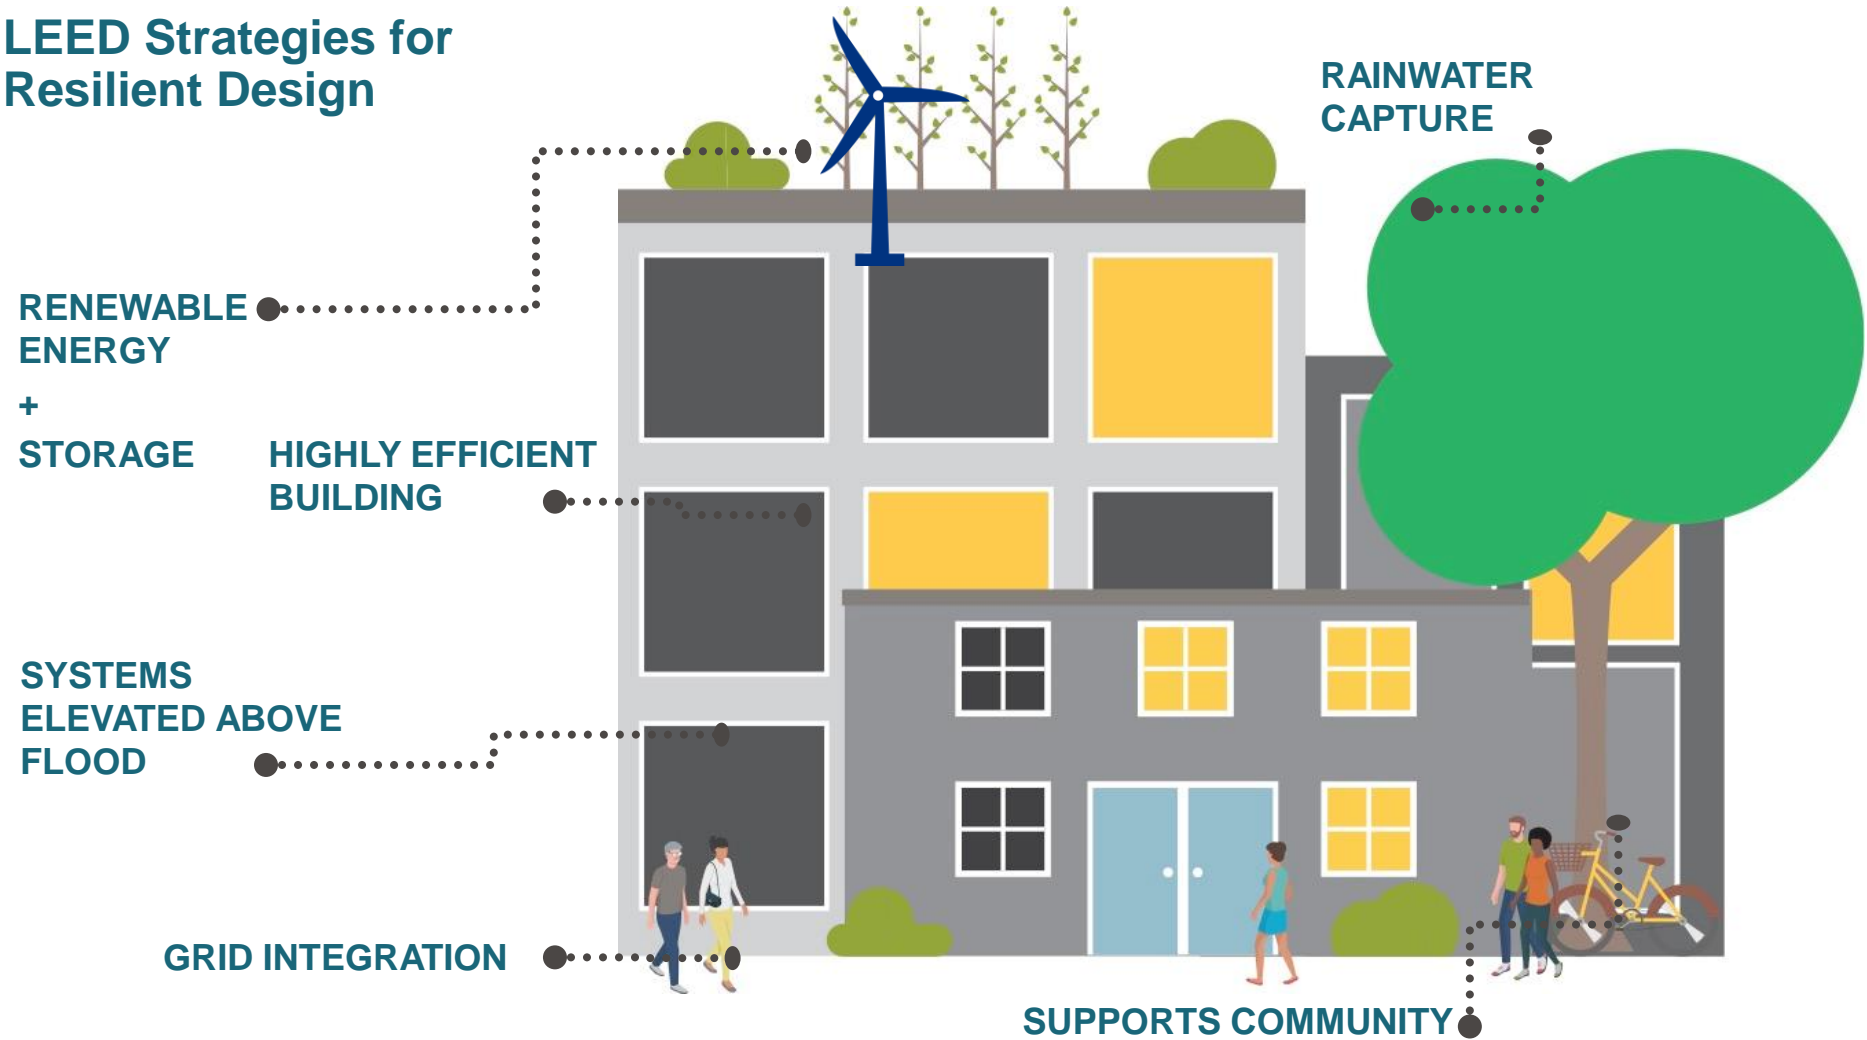 LEED Strategies for
Resilient Design
RAINWATER
CAPTURE
RENEWABLE
ENERGY
+
STORAGE
HIGHLY EFFICIENT
BUILDING
SYSTEMS
ELEVATED ABOVE
FLOOD
GRID INTEGRATION
SUPPORTS COMMUNITY